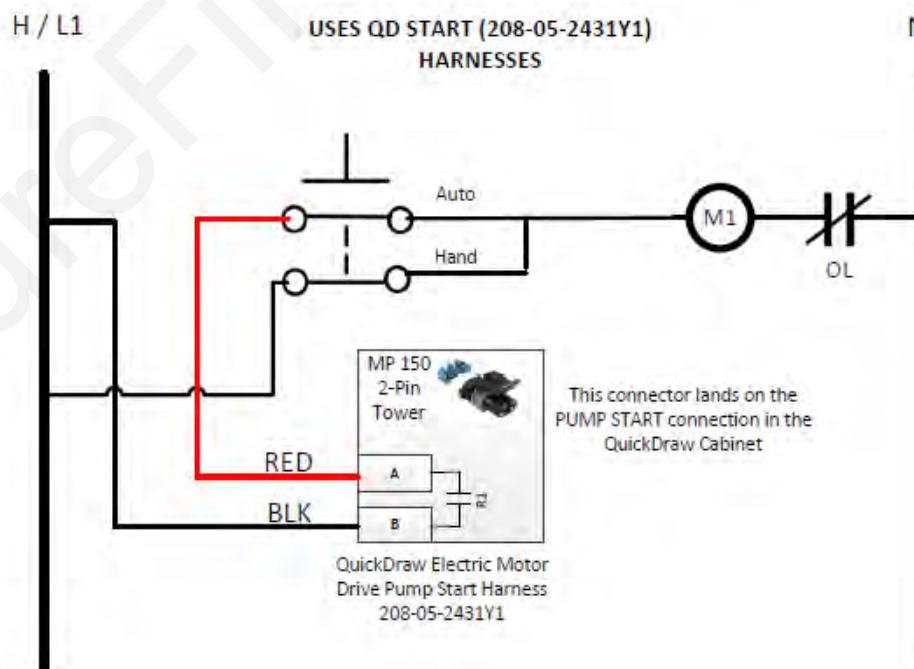 H / L1
USES QD START (208-05-2431Y1)
HARNESSES
Auto
Hand
M1
OL
MP 150
2-Pin
Tower
This connector lands on the
PUMP START connection in the
QuickDraw Cabinet
RED
A
R1
BLK
B
QuickDraw Electric Motor
Drive Pump Start Harness
208-05-2431Y1